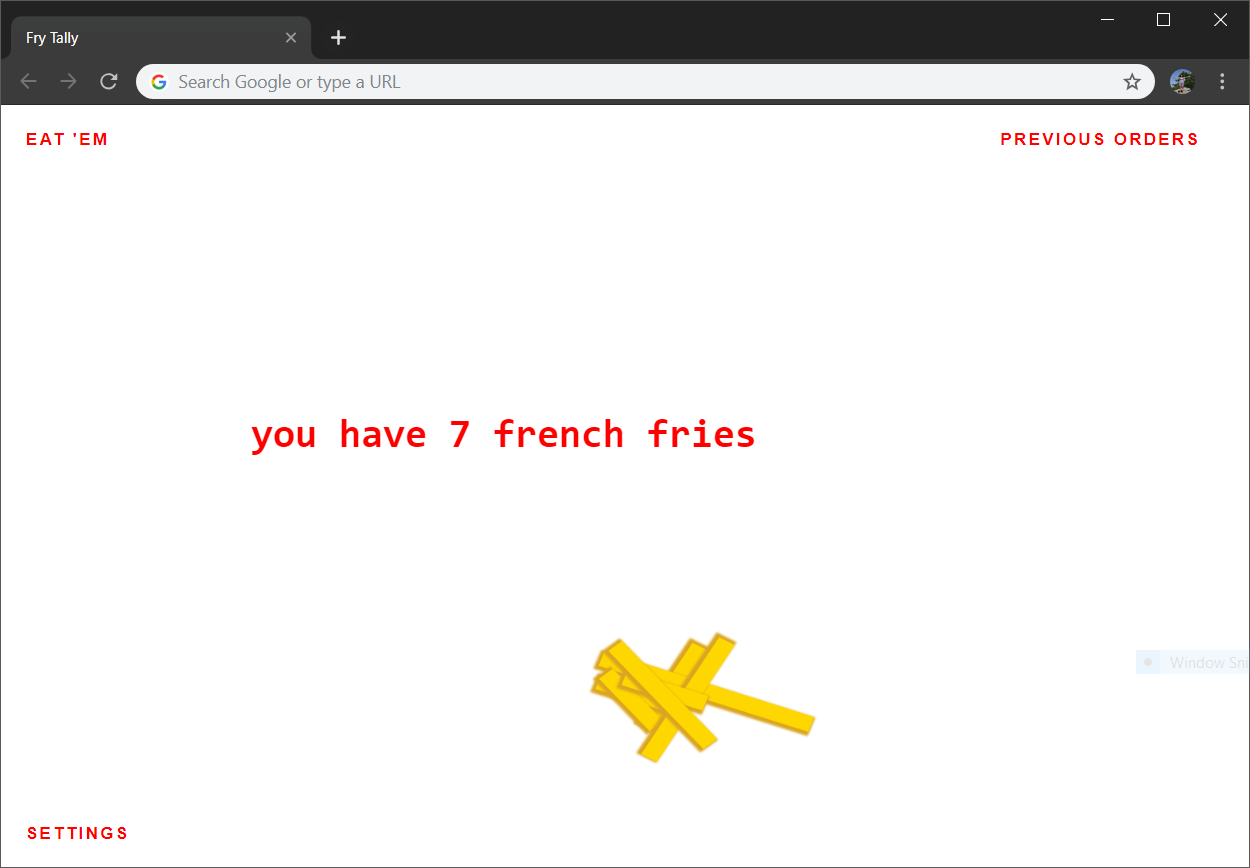 Fry Tally
Search Google or type a URL
EAT 'EM
PREVIOUS ORDERS
you have 7 french fries
Window Sni
SETTINGS